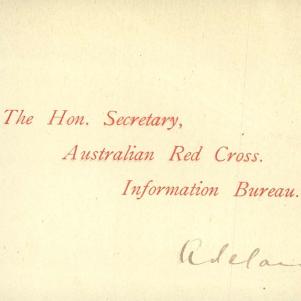 The Hon. Secretary,
Australian Red Cross.
Information Bureau.